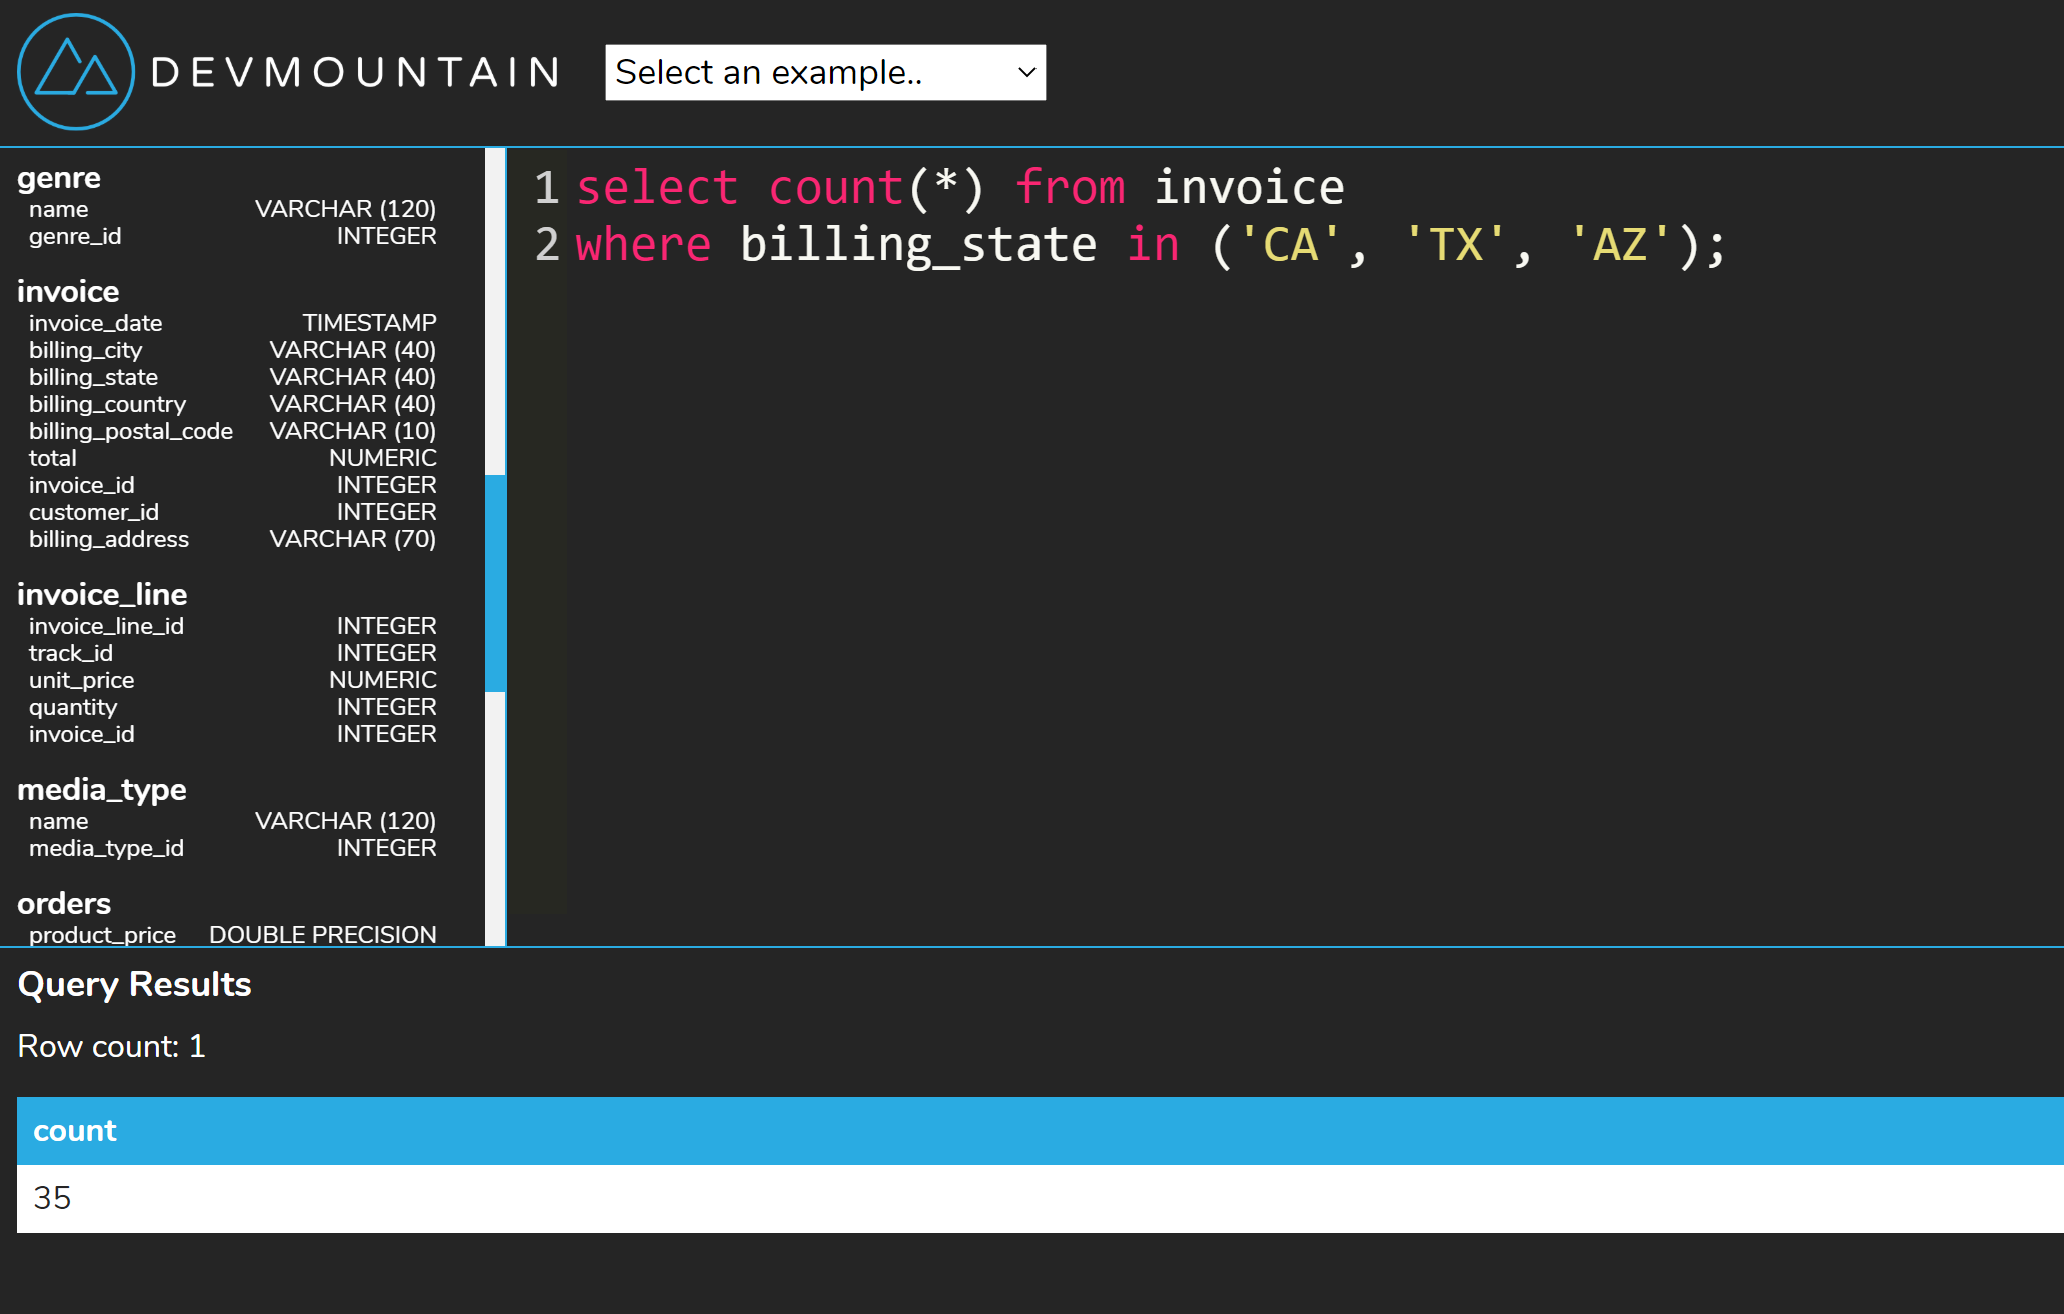 DEVMOUNTAIN
Select an example..
genre
name VARCHAR (120)
genre_id INTEGER
invoice
invoice_date TIMESTAMP
billing_city VARCHAR (40)
billing_state VARCHAR (40)
billing_country VARCHAR (40)
billing_postal_code VARCHAR (10)
total NUMERIC
invoice_id INTEGER
customer_id INTEGER
billing_address VARCHAR (70)
invoice_line
invoice_line_id INTEGER
track_id INTEGER
unit_price NUMERIC
quantity INTEGER
invoice_id INTEGER
media_type
name VARCHAR (120)
media_type_id INTEGER
orders
product_price DOUBLE PRECISION
1 select count(*) from invoice
2 where billing_state in ('CA', 'TX', 'AZ');
Query Results
Row count: 1
count
35